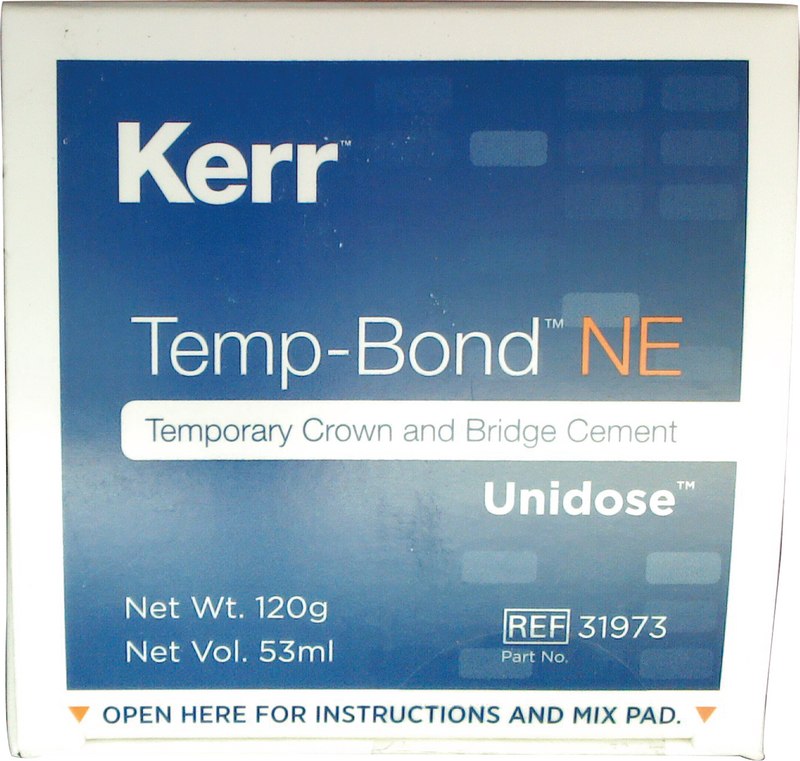 Kerr™
Temp-Bond™ NE
Temporary Crown and Bridge Cement
Unidose™
Net Wt. 120g
Net Vol. 53ml
REF 31973
Part No.
OPEN HERE FOR INSTRUCTIONS AND MIX PAD.